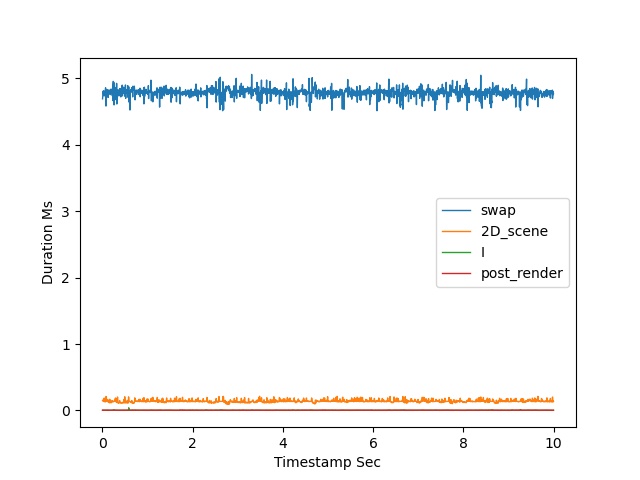 5
4
3
2
1
0
Duration Ms
swap
2D_scene
I
post_render
0 2 4 6 8 10
Timestamp Sec